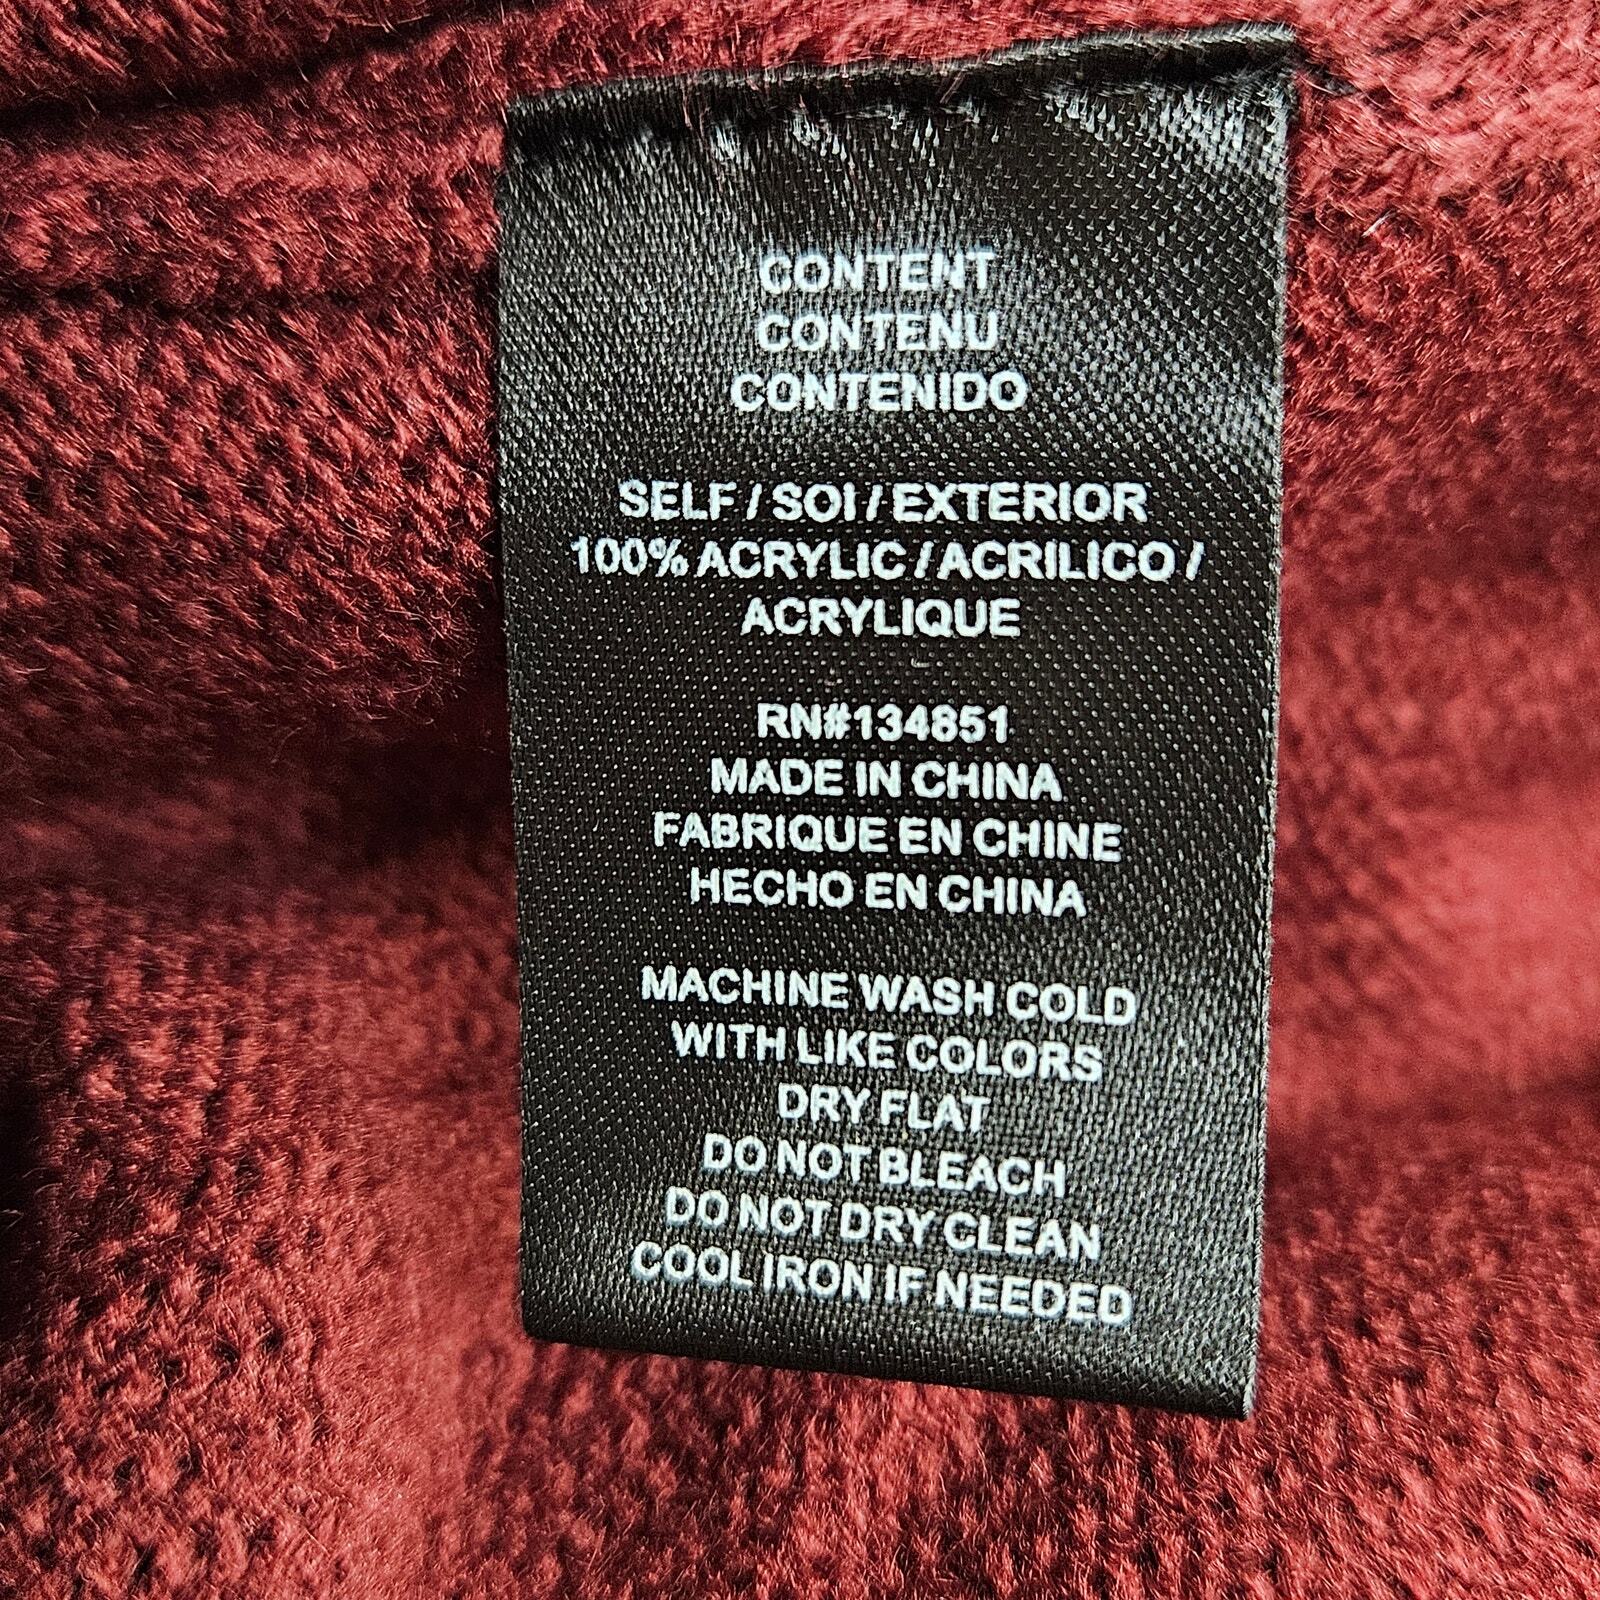 CONTENT
CONTENU
CONTENIDO
SELF / SOI / EXTERIOR
100% ACRYLIC / ACRILICO /
ACRYLIQUE
RN#134851
MADE IN CHINA
FABRIQUE EN CHINE
HECHO EN CHINA
MACHINE WASH COLD
WITH LIKE COLORS
DRY FLAT
DO NOT BLEACH
DO NOT DRY CLEAN
COOL IRON IF NEEDED